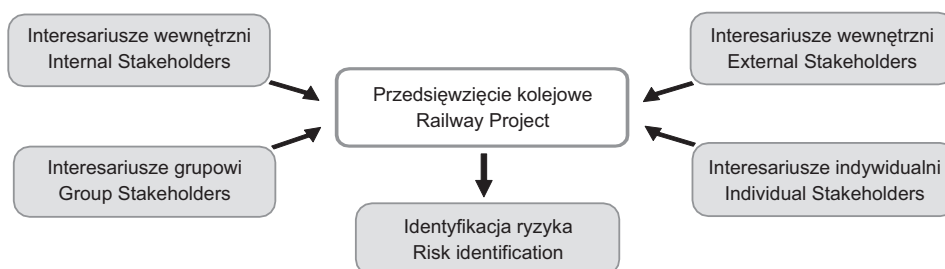 Interesariusze wewnętrzni
Internal Stakeholders
Interesariusze wewnętrzni
External Stakeholders
Przedsięwzięcie kolejowe
Railway Project
Interesariusze grupowi
Group Stakeholders
Interesariusze indywidualni
Individual Stakeholders
Identyfikacja ryzyka
Risk identification